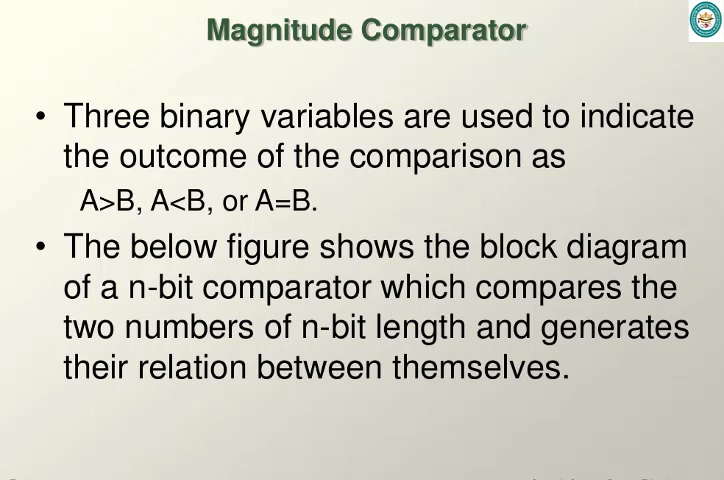 Magnitude Comparator
• Three binary variables are used to indicate
the outcome of the comparison as
A>B, A<B, or A=B.
• The below figure shows the block diagram
of a n-bit comparator which compares the
two numbers of n-bit length and generates
their relation between themselves.